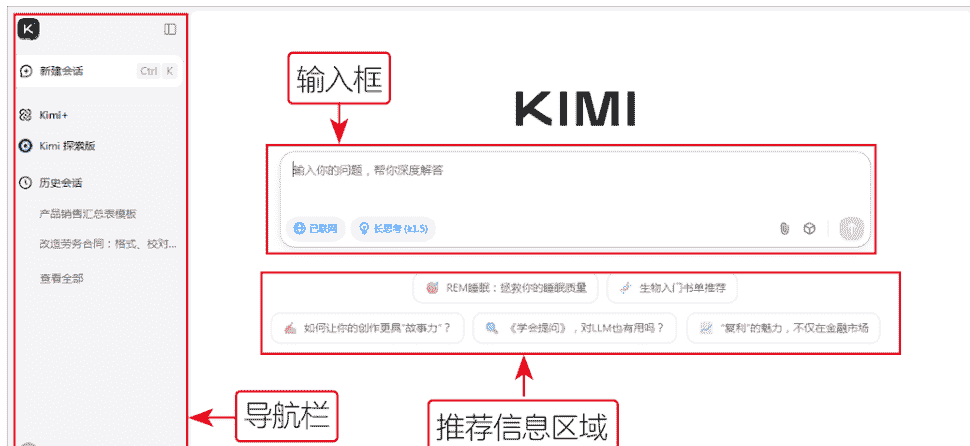 K
新建会话 Ctrl K
Kimi+
Kimi 探索版
历史会话
产品销售汇总表模板
改造劳务合同：格式、校对...
查看全部
导航栏
输入框
KIMI
输入你的问题，帮你深度解答
已联网 长思考 (k1.5)
REM睡眠：拯救你的睡眠质量 生物入门书单推荐
如何让你的创作更具“故事力”？ 《学会提问》，对LLM也有用吗？ “复利”的魅力，不仅在金融市场
推荐信息区域